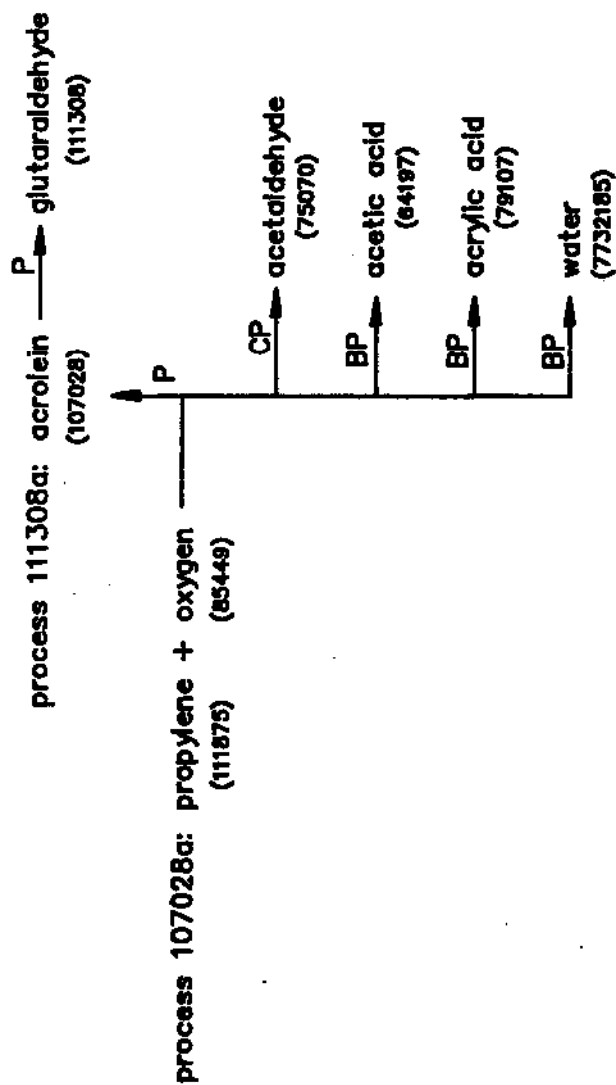 process 111308a: acrolein P glutaraldehyde
(107028) (111308)
P
process 107028a: propylene + oxygen
(111875) (85449)
CP acetaldehyde
(75070)
BP acetic acid
(64197)
BP acrylic acid
(79107)
BP water
(7732185)